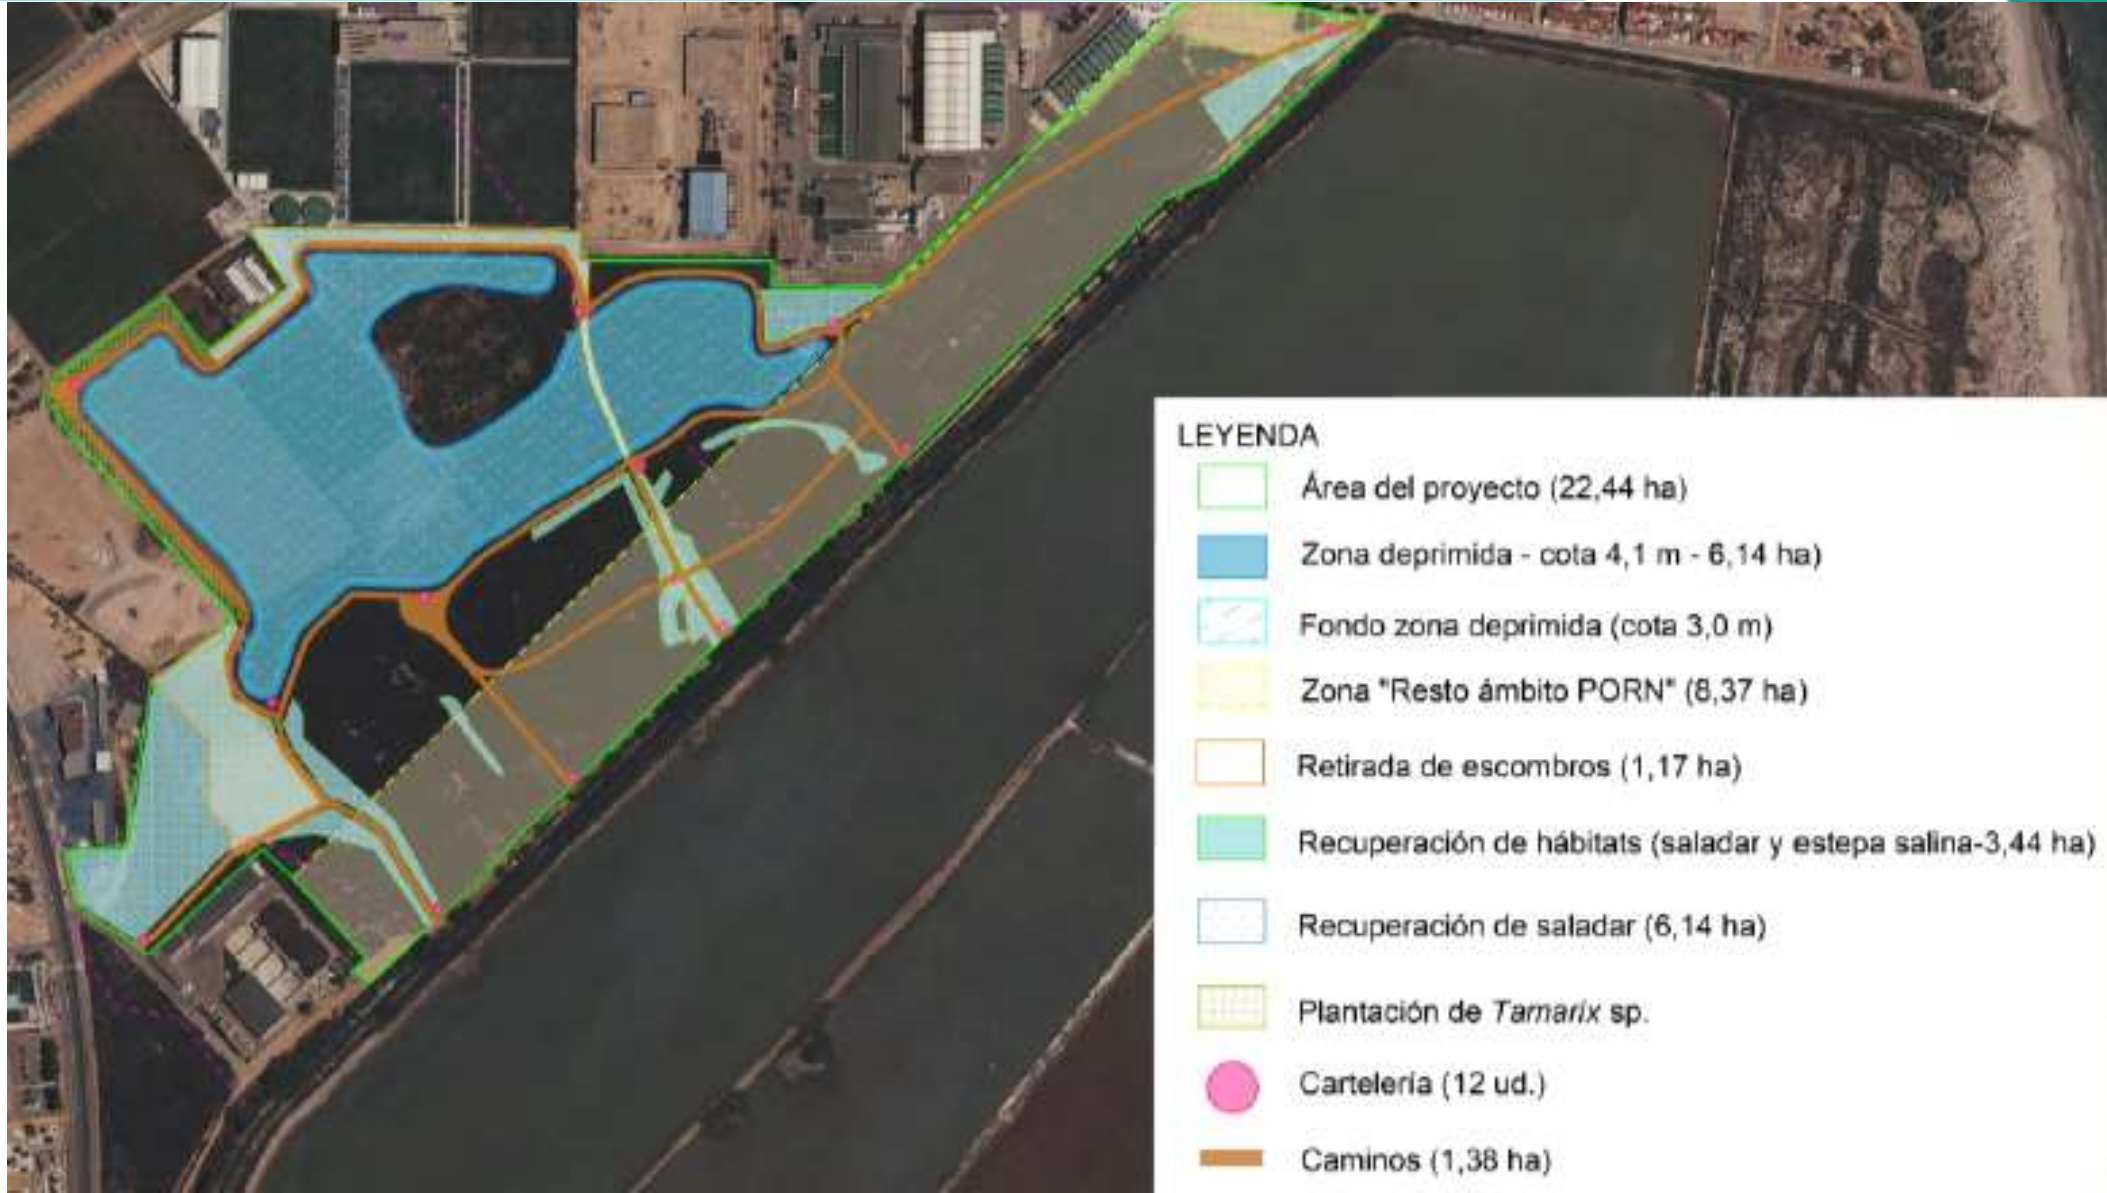 LEYENDA
Área del proyecto (22,44 ha)
Zona deprimida - cota 4,1 m - 6,14 ha)
Fondo zona deprimida (cota 3,0 m)
Zona "Resto ámbito PORN" (8,37 ha)
Retirada de escombros (1,17 ha)
Recuperación de hábitats (saladar y estepa salina-3,44 ha)
Recuperación de saladar (6,14 ha)
Plantación de Tamarix sp.
Cartelería (12 ud.)
Caminos (1,38 ha)